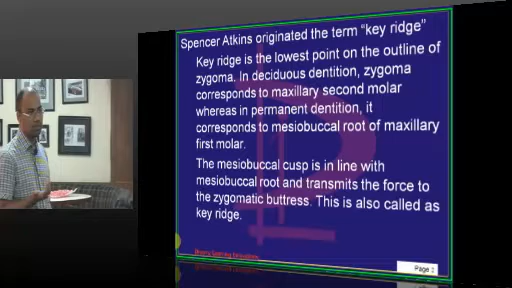 Spencer Atkins originated the term “key ridge”
Key ridge is the lowest point on the outline of
zygoma. In deciduous dentition, zygoma
corresponds to maxillary second molar
whereas in permanent dentition, it
corresponds to mesiobuccal root of maxillary
first molar.
The mesiobuccal cusp is in line with
mesiobuccal root and transmits the force to
the zygomatic buttress. This is also called as
key ridge.
Page